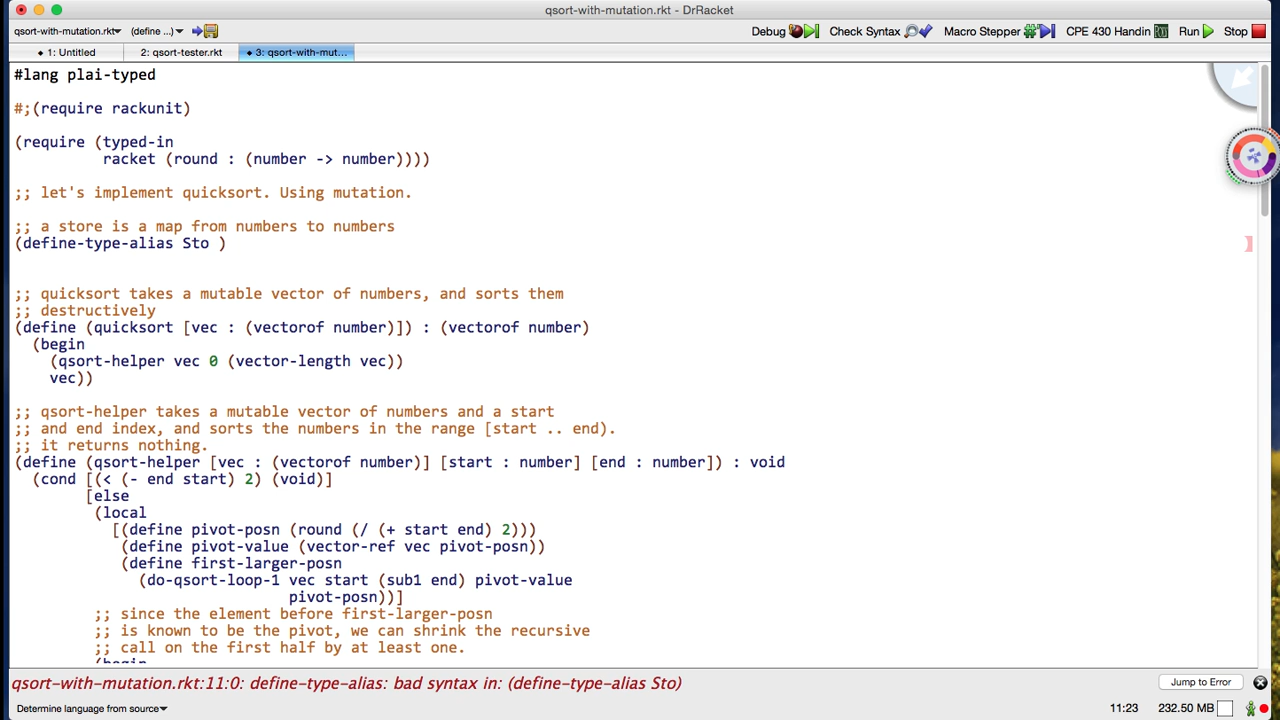 qsort-with-mutation.rkt - DrRacket
qsort-with-mutation.rkt▾ (define ...)▾ Debug Check Syntax Macro Stepper CPE 430 Handin Run Stop
◆ 1: Untitled 2: qsort-tester.rkt ◆ 3: qsort-with-mut...
#lang plai-typed
#;(require rackunit)
(require (typed-in
racket (round : (number -> number))))
;; let's implement quicksort. Using mutation.
;; a store is a map from numbers to numbers
(define-type-alias Sto )
;; quicksort takes a mutable vector of numbers, and sorts them
;; destructively
(define (quicksort [vec : (vectorof number)]) : (vectorof number)
(begin
(qsort-helper vec 0 (vector-length vec))
vec))
;; qsort-helper takes a mutable vector of numbers and a start
;; and end index, and sorts the numbers in the range [start .. end).
;; it returns nothing.
(define (qsort-helper [vec : (vectorof number)] [start : number] [end : number]) : void
(cond [(< (- end start) 2) (void)]
[else
(local
[(define pivot-posn (round (/ (+ start end) 2)))
(define pivot-value (vector-ref vec pivot-posn))
(define first-larger-posn
(do-qsort-loop-1 vec start (sub1 end) pivot-value
pivot-posn))]
;; since the element before first-larger-posn
;; is known to be the pivot, we can shrink the recursive
;; call on the first half by at least one.
(begin
qsort-with-mutation.rkt:11:0: define-type-alias: bad syntax in: (define-type-alias Sto)
Jump to Error
Determine language from source▾ 11:23 232.50 MB